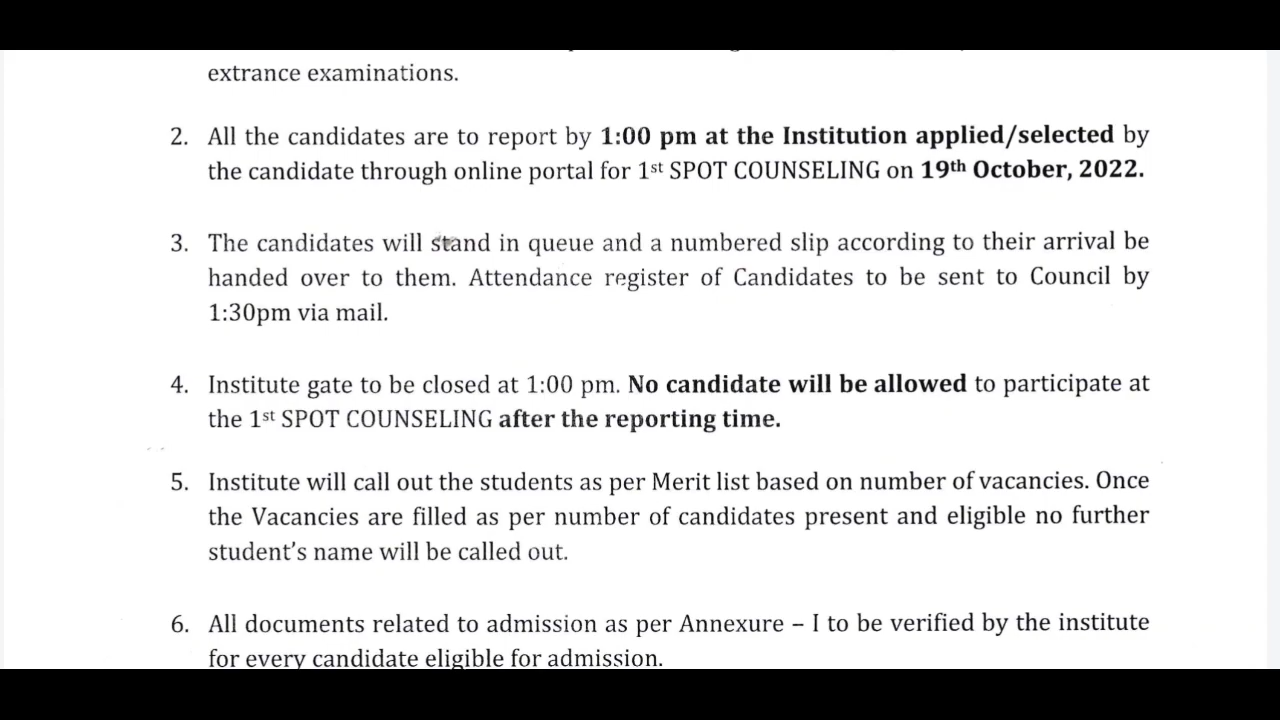 extrance examinations.
2. All the candidates are to report by 1:00 pm at the Institution applied/selected by
the candidate through online portal for 1st SPOT COUNSELING on 19th October, 2022.
3. The candidates will stand in queue and a numbered slip according to their arrival be
handed over to them. Attendance register of Candidates to be sent to Council by
1:30pm via mail.
4. Institute gate to be closed at 1:00 pm. No candidate will be allowed to participate at
the 1st SPOT COUNSELING after the reporting time.
5. Institute will call out the students as per Merit list based on number of vacancies. Once
the Vacancies are filled as per number of candidates present and eligible no further
student's name will be called out.
6. All documents related to admission as per Annexure – I to be verified by the institute
for every candidate eligible for admission.